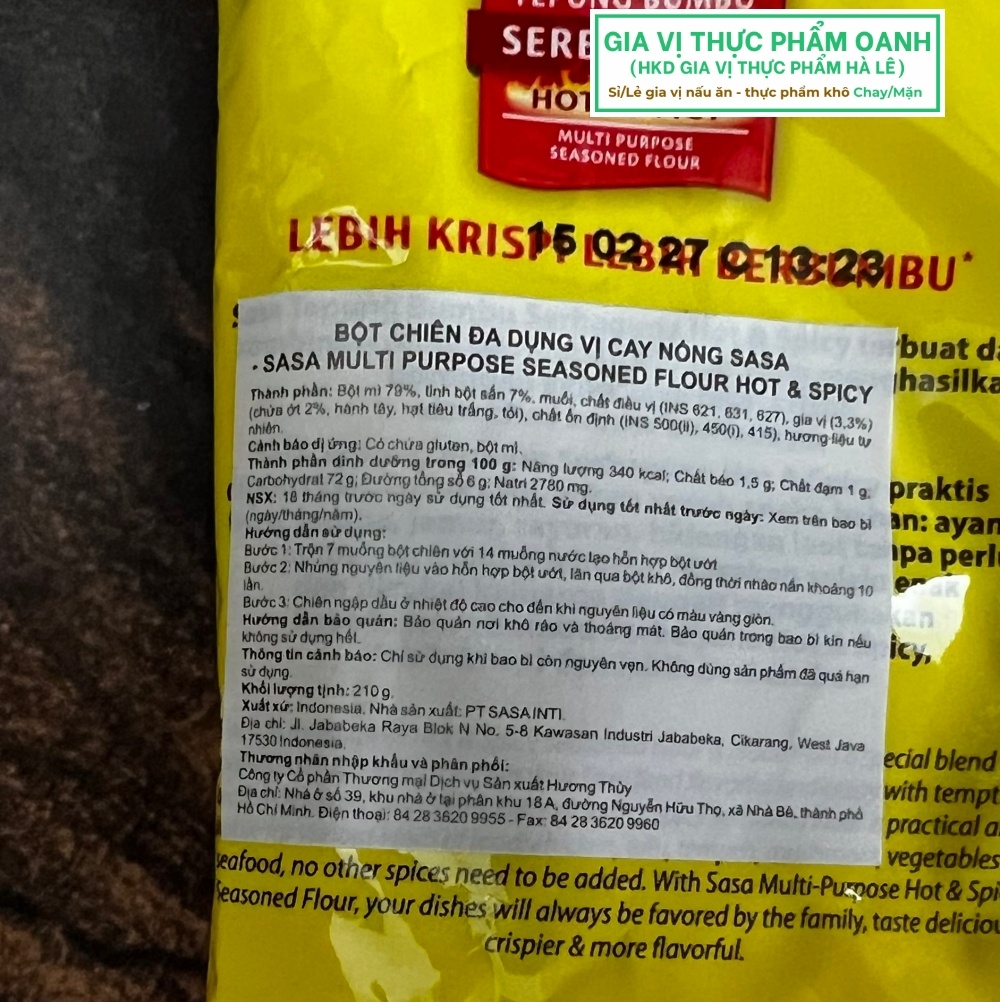 TEPUNG BUMBU
GIA VỊ THỰC PHẨM OANH
(HKD GIA VỊ THỰC PHẨM HÀ LÊ)
Sỉ/Lẻ gia vị nấu ăn - thực phẩm khô Chay/Mặn
SERB
HOT
MULTI PURPOSE
SEASONED FLOUR
LEBIH KRISPI LEBIH BERBUMBU*
15 02 27 C 13:23
BỘT CHIÊN ĐA DỤNG VỊ CAY NÓNG SASA
. SASA MULTI PURPOSE SEASONED FLOUR HOT & SPICY
Thành phần: Bột mì 79%, tinh bột sắn 7%, muối, chất điều vị (INS 621, 631, 627), gia vị (3,3%)
(chứa ớt 2%, hành tây, hạt tiêu trắng, tỏi), chất ổn định (INS 500(ii), 450(i), 415), hương liệu tự
nhiên.
Cảnh báo dị ứng: Có chứa gluten, bột mì.
Thành phần dinh dưỡng trong 100 g: Năng lượng 340 kcal; Chất béo 1,5 g; Chất đạm 1 g;
Carbohydrat 72 g; Đường tổng số 6 g; Natri 2780 mg.
NSX: 18 tháng trước ngày sử dụng tốt nhất. Sử dụng tốt nhất trước ngày: Xem trên bao bì
(ngày/tháng/năm).
Hướng dẫn sử dụng:
Bước 1: Trộn 7 muỗng bột chiên với 14 muỗng nước tạo hỗn hợp bột ướt
Bước 2: Nhúng nguyên liệu vào hỗn hợp bột ướt, lăn qua bột khô, đồng thời nhào nặn khoảng 10
lần.
Bước 3: Chiên ngập dầu ở nhiệt độ cao cho đến khi nguyên liệu có màu vàng giòn.
Hướng dẫn bảo quản: Bảo quản nơi khô ráo và thoáng mát. Bảo quản trong bao bì kín nếu
không sử dụng hết.
Thông tin cảnh báo: Chỉ sử dụng khi bao bì còn nguyên vẹn. Không dùng sản phẩm đã quá hạn
sử dụng.
Khối lượng tịnh: 210 g.
Xuất xứ: Indonesia. Nhà sản xuất: PT SASA INTI.
Địa chỉ: Jl. Jababeka Raya Blok N No. 5-8 Kawasan Industri Jababeka, Cikarang, West Java
17530 Indonesia.
Thương nhân nhập khẩu và phân phối:
Công ty Cổ phần Thương mại Dịch vụ Sản xuất Hương Thủy
Địa chỉ: Nhà ở số 39, khu nhà ở tại phân khu 18A, đường Nguyễn Hữu Thọ, xã Nhà Bè, thành phố
Hồ Chí Minh. Điện thoại: 84 28 3620 9955 - Fax: 84 28 3620 9960
buat da
hasilka
praktis
an: ayam
npa perlu
enak
kan
icy,
ecial blend
with tempt
practical a
vegetables
seafood, no other spices need to be added. With Sasa Multi-Purpose Hot & Spi
Seasoned Flour, your dishes will always be favored by the family, taste deliciou
crispier & more flavorful.